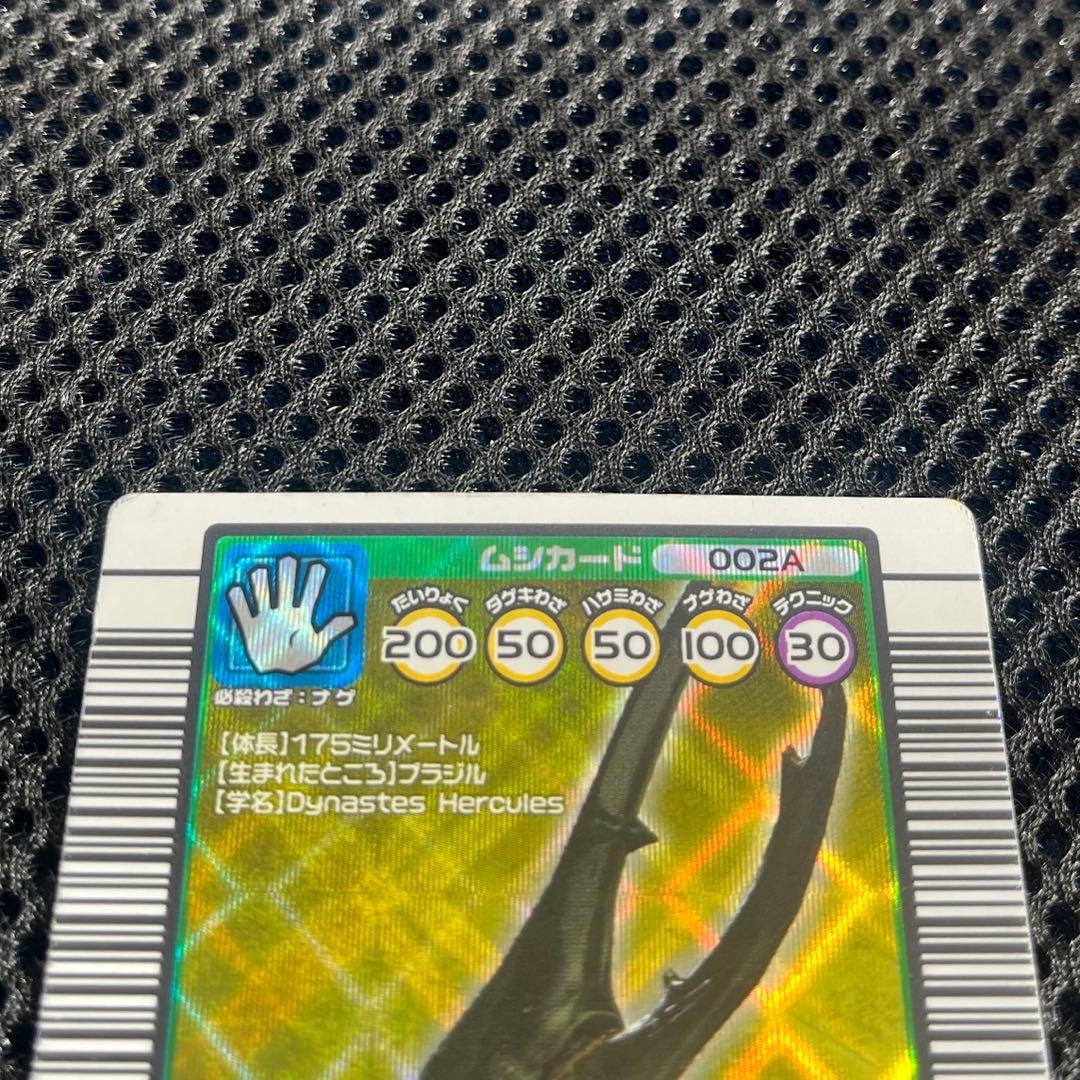 ムシカード 002A
たいりょく ダゲキわざ ハサミわざ ナゲわざ テクニック
200 50 50 100 30
必殺わざ：ナゲ
【体長】175ミリメートル
【生まれたところ】ブラジル
【学名】Dynastes Hercules